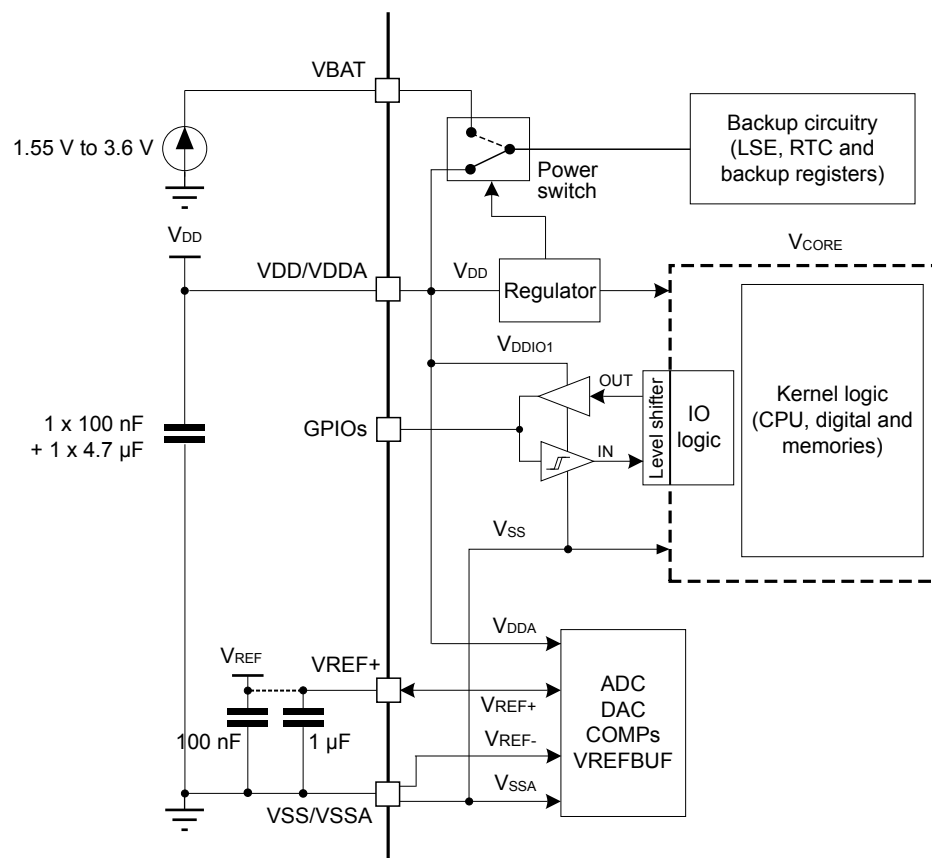 VBAT
1.55 V to 3.6 V
Power
switch
Backup circuitry
(LSE, RTC and
backup registers)
VDD
VDD/VDDA
VDD
Regulator
VCORE
VDDIO1
OUT
1 x 100 nF
+ 1 x 4.7 µF
GPIOs
IN
Level shifter
IO
logic
Kernel logic
(CPU, digital and
memories)
VSS
VDDA
VREF
VREF+
VREF+
100 nF
1 µF
VREF-
ADC
DAC
COMPs
VREFBUF
VSSA
VSS/VSSA